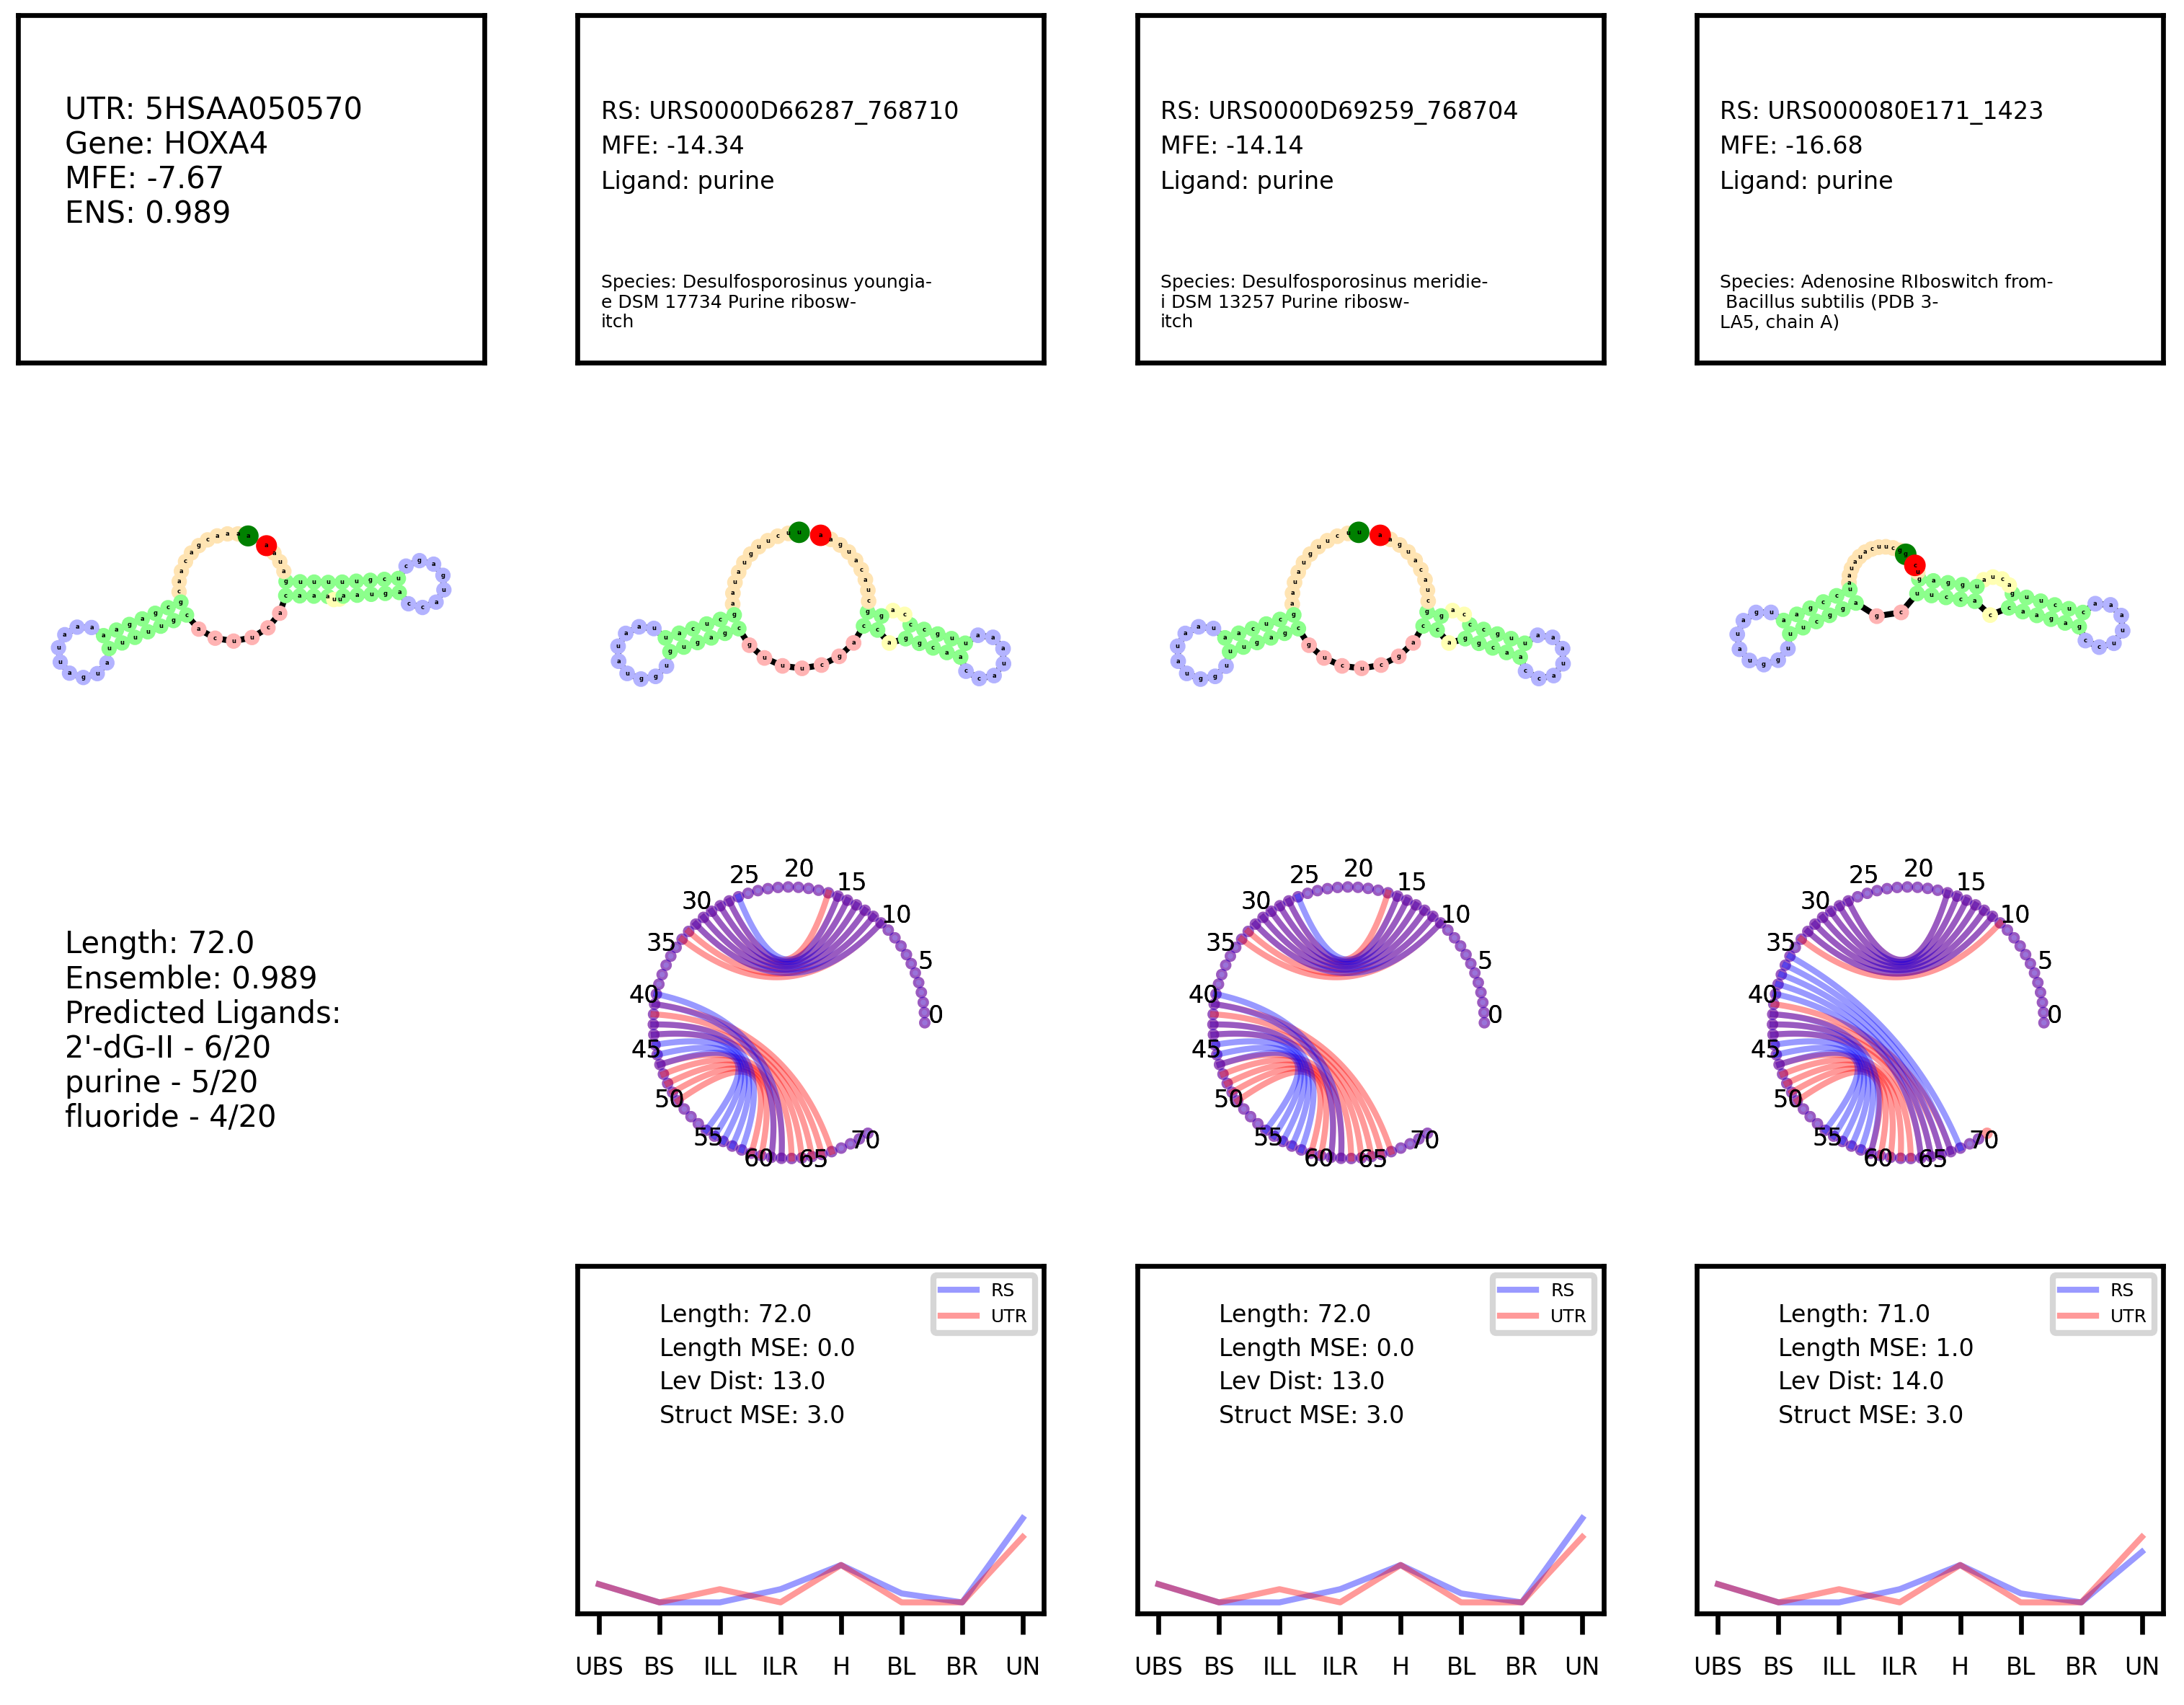 UTR: 5HSAA050570
Gene: HOXA4
MFE: -7.67
ENS: 0.989
RS: URS0000D66287_768710
MFE: -14.34
Ligand: purine
Species: Desulfosporosinus youngia-
e DSM 17734 Purine ribosw-
itch
RS: URS0000D69259_768704
MFE: -14.14
Ligand: purine
Species: Desulfosporosinus meridie-
i DSM 13257 Purine ribosw-
itch
RS: URS000080E171_1423
MFE: -16.68
Ligand: purine
Species: Adenosine RIboswitch from-
Bacillus subtilis (PDB 3-
LA5, chain A)
Length: 72.0
Ensemble: 0.989
Predicted Ligands:
2'-dG-II - 6/20
purine - 5/20
fluoride - 4/20
0
5
10
15
20
25
30
35
40
45
50
55
60
65
70
0
5
10
15
20
25
30
35
40
45
50
55
60
65
70
0
5
10
15
20
25
30
35
40
45
50
55
60
65
70
Length: 72.0
Length MSE: 0.0
Lev Dist: 13.0
Struct MSE: 3.0
RS
UTR
UBS BS ILL ILR H BL BR UN
Length: 72.0
Length MSE: 0.0
Lev Dist: 13.0
Struct MSE: 3.0
RS
UTR
UBS BS ILL ILR H BL BR UN
Length: 71.0
Length MSE: 1.0
Lev Dist: 14.0
Struct MSE: 3.0
RS
UTR
UBS BS ILL ILR H BL BR UN